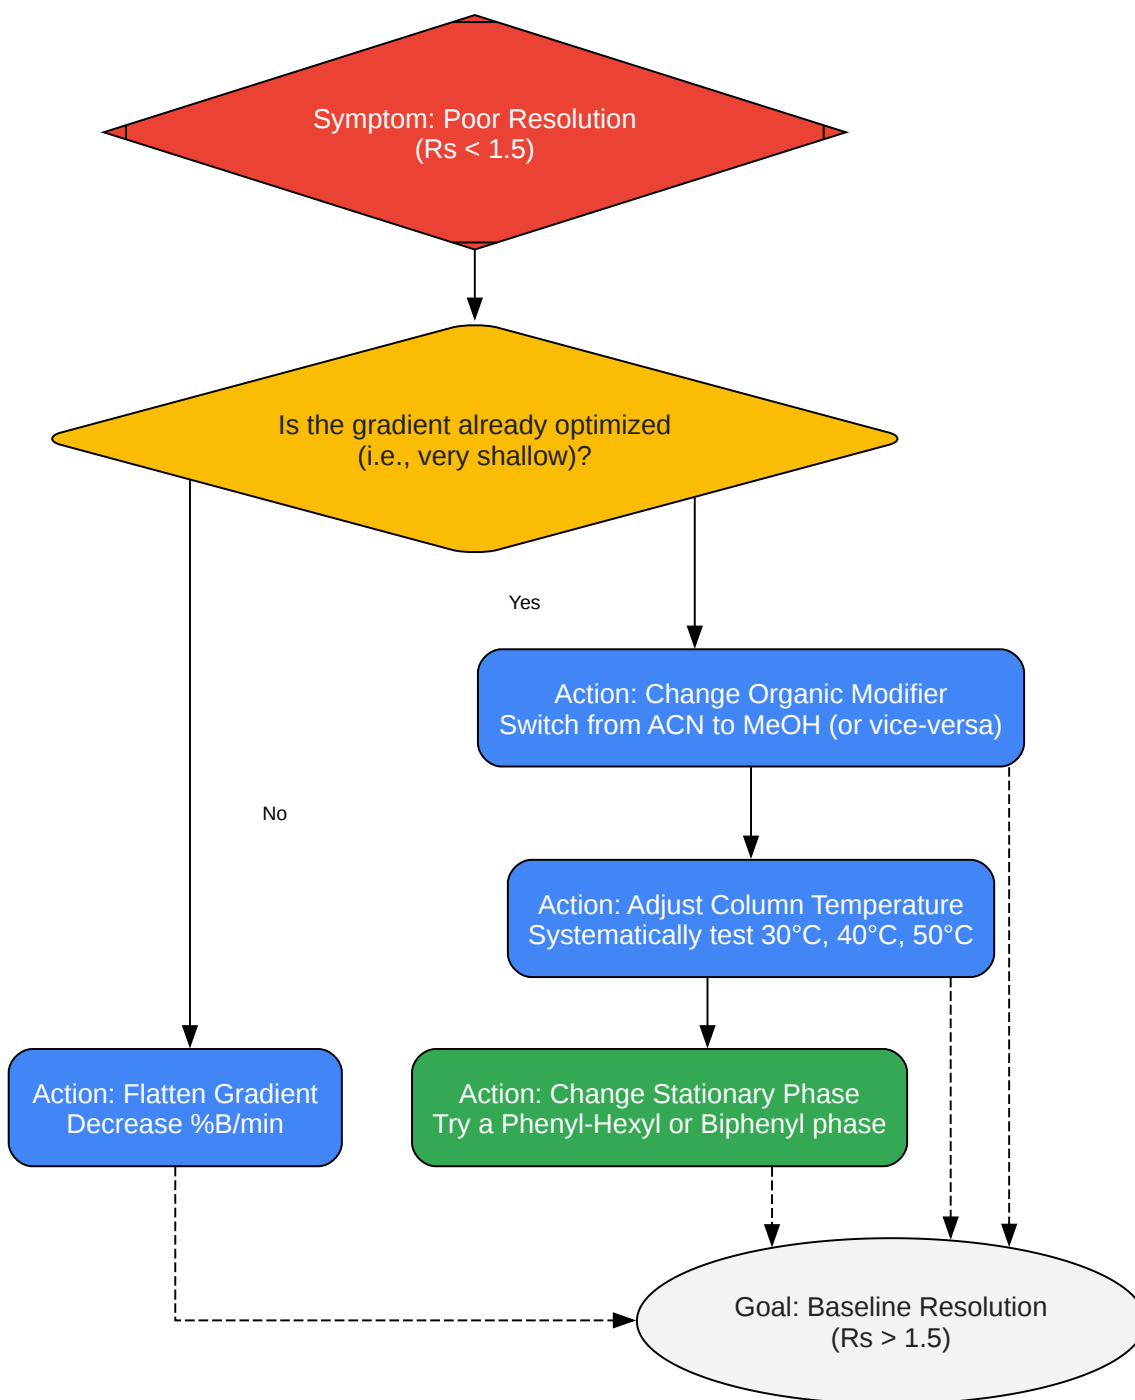 Symptom: Poor Resolution
(Rs < 1.5)
Is the gradient already optimized
(i.e., very shallow)?
Yes
Action: Change Organic Modifier
Switch from ACN to MeOH (or vice-versa)
No
Action: Adjust Column Temperature
Systematically test 30°C, 40°C, 50°C
Action: Flatten Gradient
Decrease %B/min
Action: Change Stationary Phase
Try a Phenyl-Hexyl or Biphenyl phase
Goal: Baseline Resolution
(Rs > 1.5)